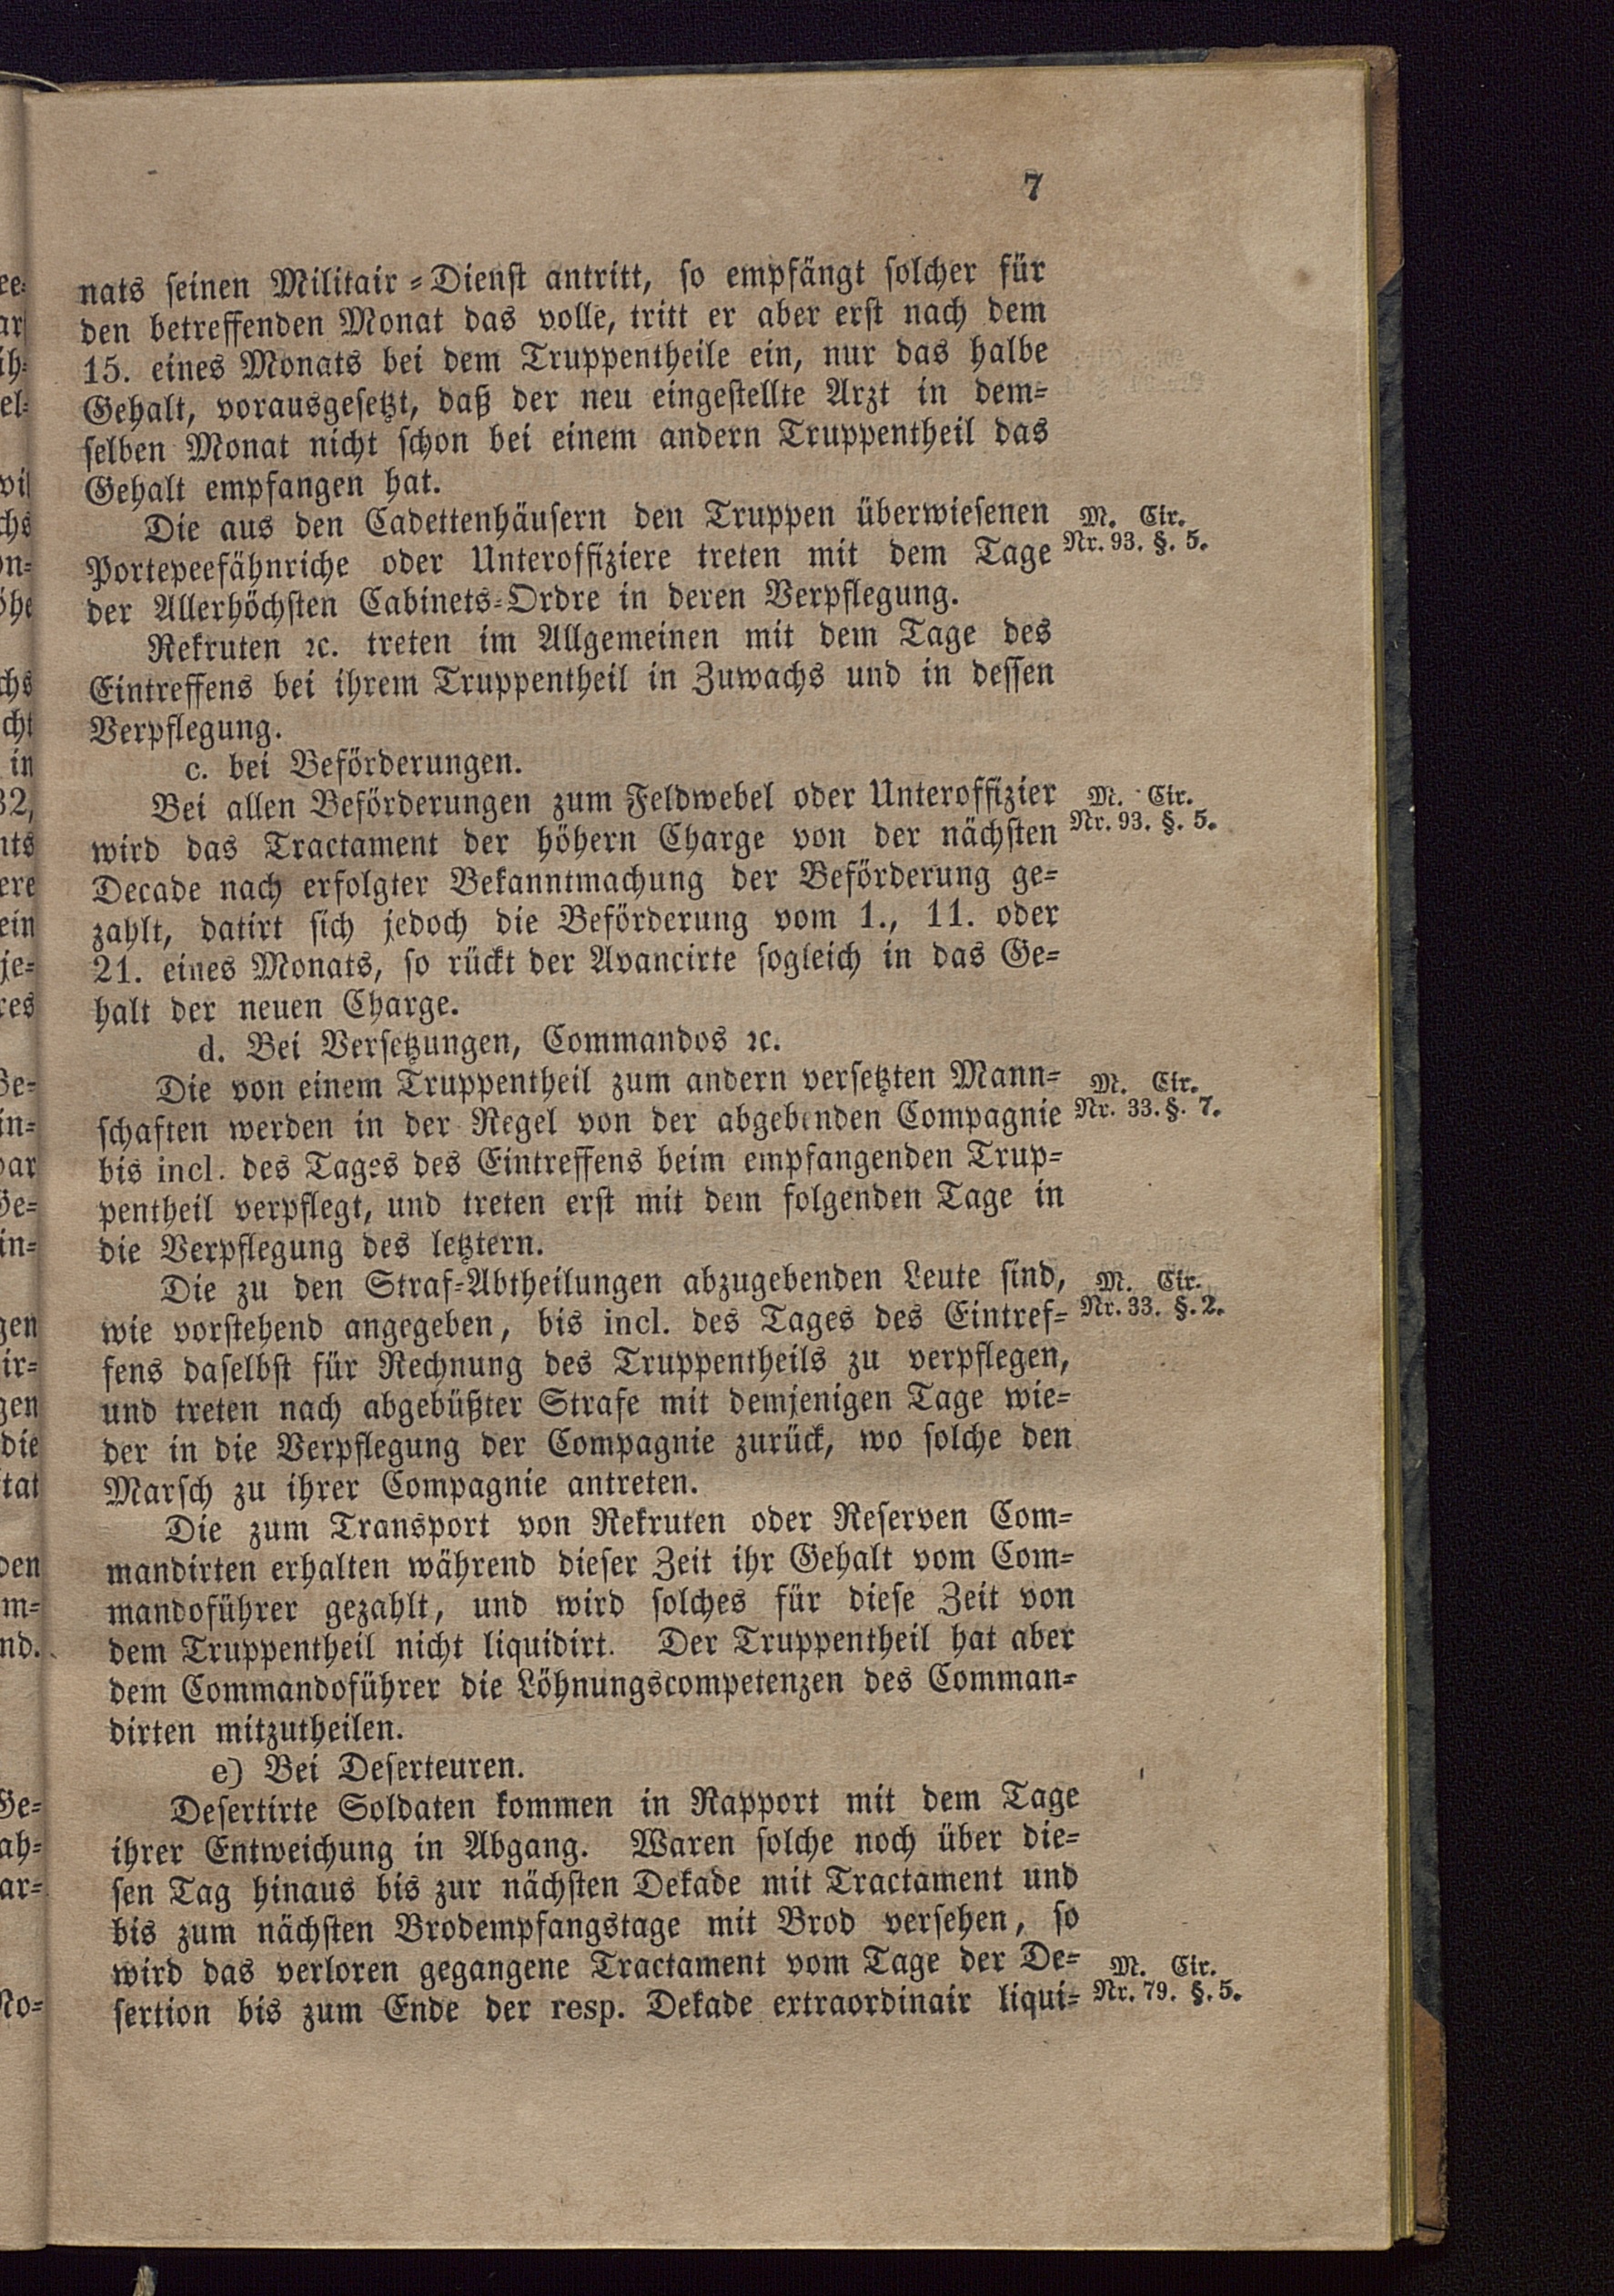 7
nats seinen Militair-Dienst antritt, so empfängt solcher für
den betreffenden Monat das volle, tritt er aber erst nach dem
15. eines Monats bei dem Truppentheile ein, nur das halbe
Gehalt, vorausgesetzt, daß der neu eingestellte Arzt in dem-
selben Monat nicht schon bei einem andern Truppentheil das
Gehalt empfangen hat.
Die aus den Cadettenhäusern den Truppen überwiesenen
M. Cir.
Portepeefähnriche oder Unteroffiziere treten mit dem Tage
Nr. 93. §. 5.
der Allerhöchsten Cabinets-Ordre in deren Verpflegung.
Rekruten ꝛc. treten im Allgemeinen mit dem Tage des
Eintreffens bei ihrem Truppentheil in Zuwachs und in dessen
Verpflegung.
c. bei Beförderungen.
Bei allen Beförderungen zum Feldwebel oder Unteroffizier
M. Cir.
wird das Tractament der höhern Charge von der nächsten
Nr. 93. §. 5.
Decade nach erfolgter Bekanntmachung der Beförderung ge-
zahlt, datirt sich jedoch die Beförderung vom 1., 11. oder
21. eines Monats, so rückt der Avancirte sogleich in das Ge-
halt der neuen Charge.
d. Bei Versetzungen, Commandos ꝛc.
Die von einem Truppentheil zum andern versetzten Mann-
M. Cir.
schaften werden in der Regel von der abgebenden Compagnie
Nr. 33. §. 7.
bis incl. des Tages des Eintreffens beim empfangenden Trup-
pentheil verpflegt, und treten erst mit dem folgenden Tage in
die Verpflegung des letztern.
Die zu den Straf-Abtheilungen abzugebenden Leute sind,
M. Cir.
wie vorstehend angegeben, bis incl. des Tages des Eintref-
Nr. 33. §. 2.
fens daselbst für Rechnung des Truppentheils zu verpflegen,
und treten nach abgebüßter Strafe mit demjenigen Tage wie-
der in die Verpflegung der Compagnie zurück, wo solche den
Marsch zu ihrer Compagnie antreten.
Die zum Transport von Rekruten oder Reserven Com-
mandirten erhalten während dieser Zeit ihr Gehalt vom Com-
mandoführer gezahlt, und wird solches für diese Zeit von
dem Truppentheil nicht liquidirt. Der Truppentheil hat aber
dem Commandoführer die Löhnungscompetenzen des Comman-
dirten mitzutheilen.
e) Bei Deserteuren.
Desertirte Soldaten kommen in Rapport mit dem Tage
ihrer Entweichung in Abgang. Waren solche noch über die-
sen Tag hinaus bis zur nächsten Dekade mit Tractament und
bis zum nächsten Brodempfangstage mit Brod versehen, so
wird das verloren gegangene Tractament vom Tage der De-
M. Cir.
sertion bis zum Ende der resp. Dekade extraordinair liqui-
Nr. 79. §. 5.